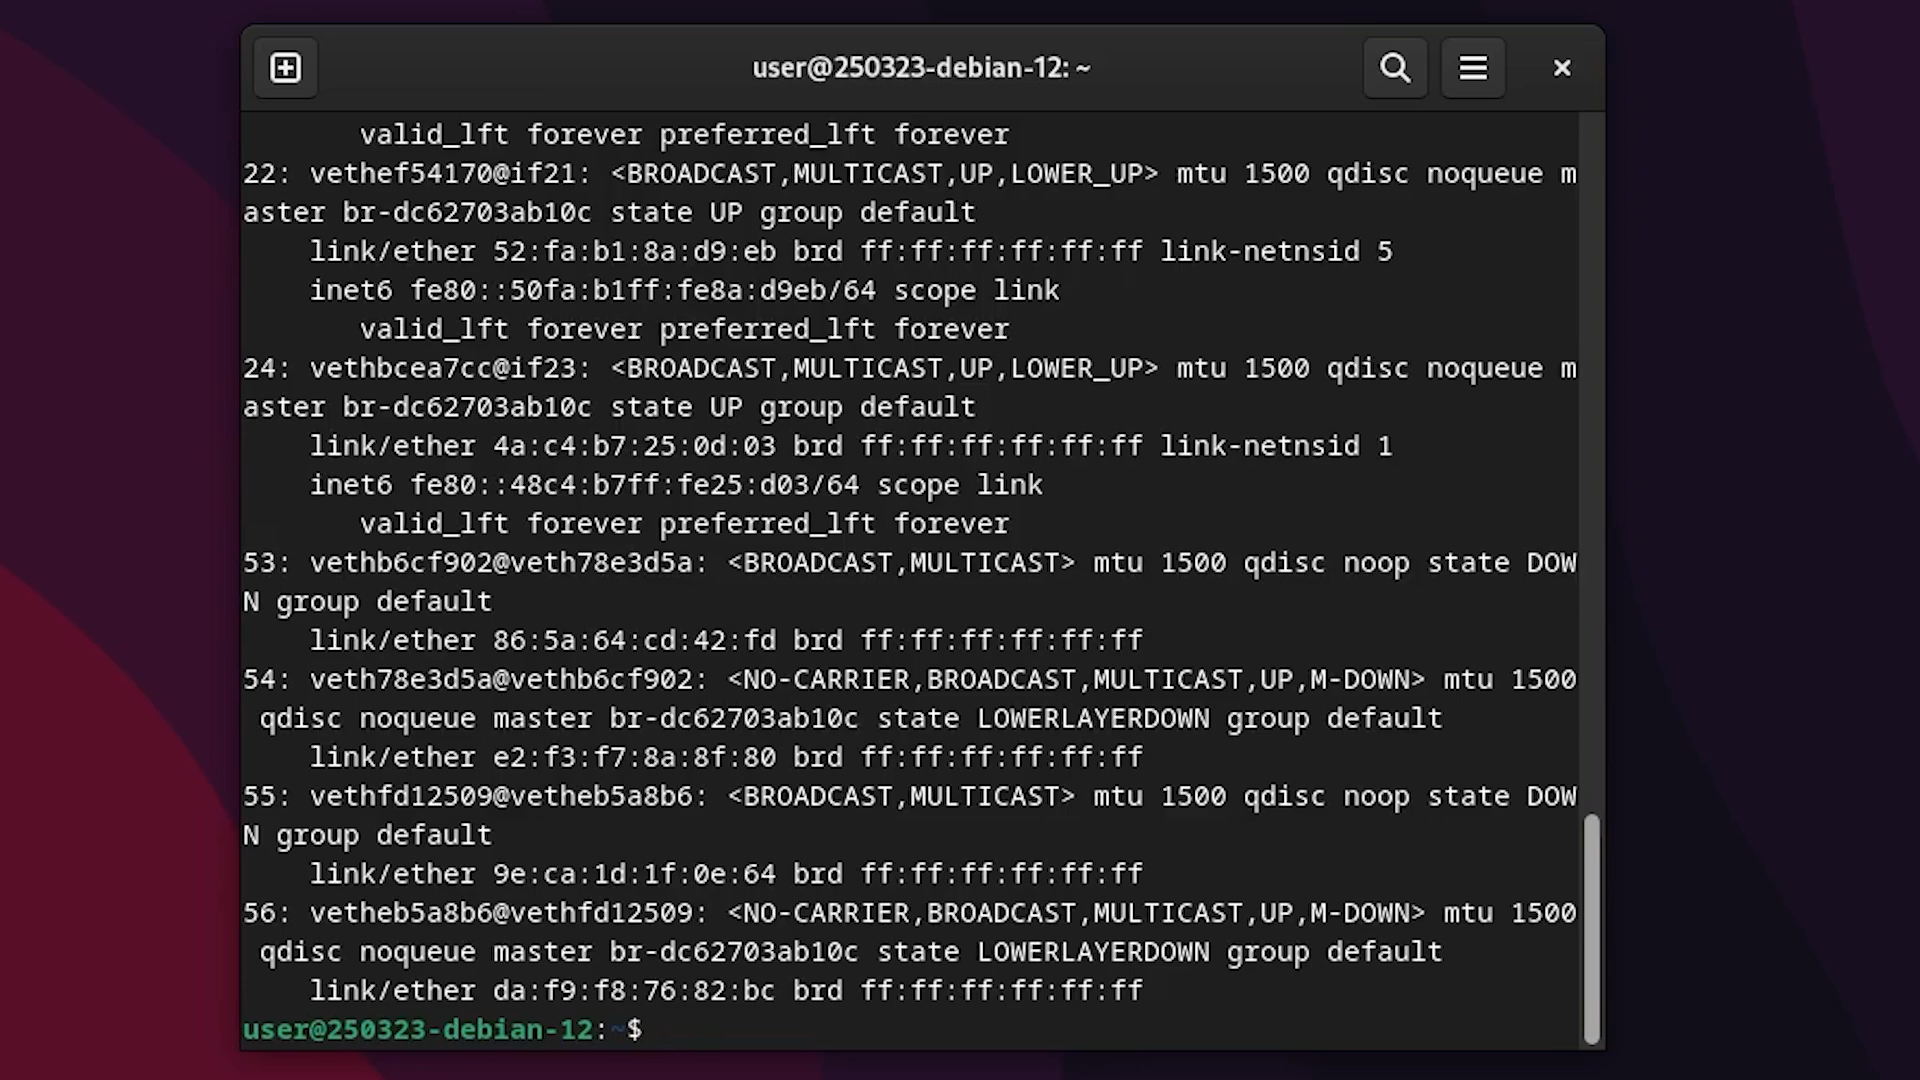 user@250323-debian-12: ~
valid_lft forever preferred_lft forever
22: vethef54170@if21: <BROADCAST,MULTICAST,UP,LOWER_UP> mtu 1500 qdisc noqueue m
aster br-dc62703ab10c state UP group default
link/ether 52:fa:b1:8a:d9:eb brd ff:ff:ff:ff:ff:ff link-netnsid 5
inet6 fe80::50fa:b1ff:fe8a:d9eb/64 scope link
valid_lft forever preferred_lft forever
24: vethbcea7cc@if23: <BROADCAST,MULTICAST,UP,LOWER_UP> mtu 1500 qdisc noqueue m
aster br-dc62703ab10c state UP group default
link/ether 4a:c4:b7:25:0d:03 brd ff:ff:ff:ff:ff:ff link-netnsid 1
inet6 fe80::48c4:b7ff:fe25:d03/64 scope link
valid_lft forever preferred_lft forever
53: vethb6cf902@veth78e3d5a: <BROADCAST,MULTICAST> mtu 1500 qdisc noop state DOW
N group default
link/ether 86:5a:64:cd:42:fd brd ff:ff:ff:ff:ff:ff
54: veth78e3d5a@vethb6cf902: <NO-CARRIER,BROADCAST,MULTICAST,UP,M-DOWN> mtu 1500
qdisc noqueue master br-dc62703ab10c state LOWERLAYERDOWN group default
link/ether e2:f3:f7:8a:8f:80 brd ff:ff:ff:ff:ff:ff
55: vethfd12509@vetheb5a8b6: <BROADCAST,MULTICAST> mtu 1500 qdisc noop state DOW
N group default
link/ether 9e:ca:1d:1f:0e:64 brd ff:ff:ff:ff:ff:ff
56: vetheb5a8b6@vethfd12509: <NO-CARRIER,BROADCAST,MULTICAST,UP,M-DOWN> mtu 1500
qdisc noqueue master br-dc62703ab10c state LOWERLAYERDOWN group default
link/ether da:f9:f8:76:82:bc brd ff:ff:ff:ff:ff:ff
user@250323-debian-12:~$